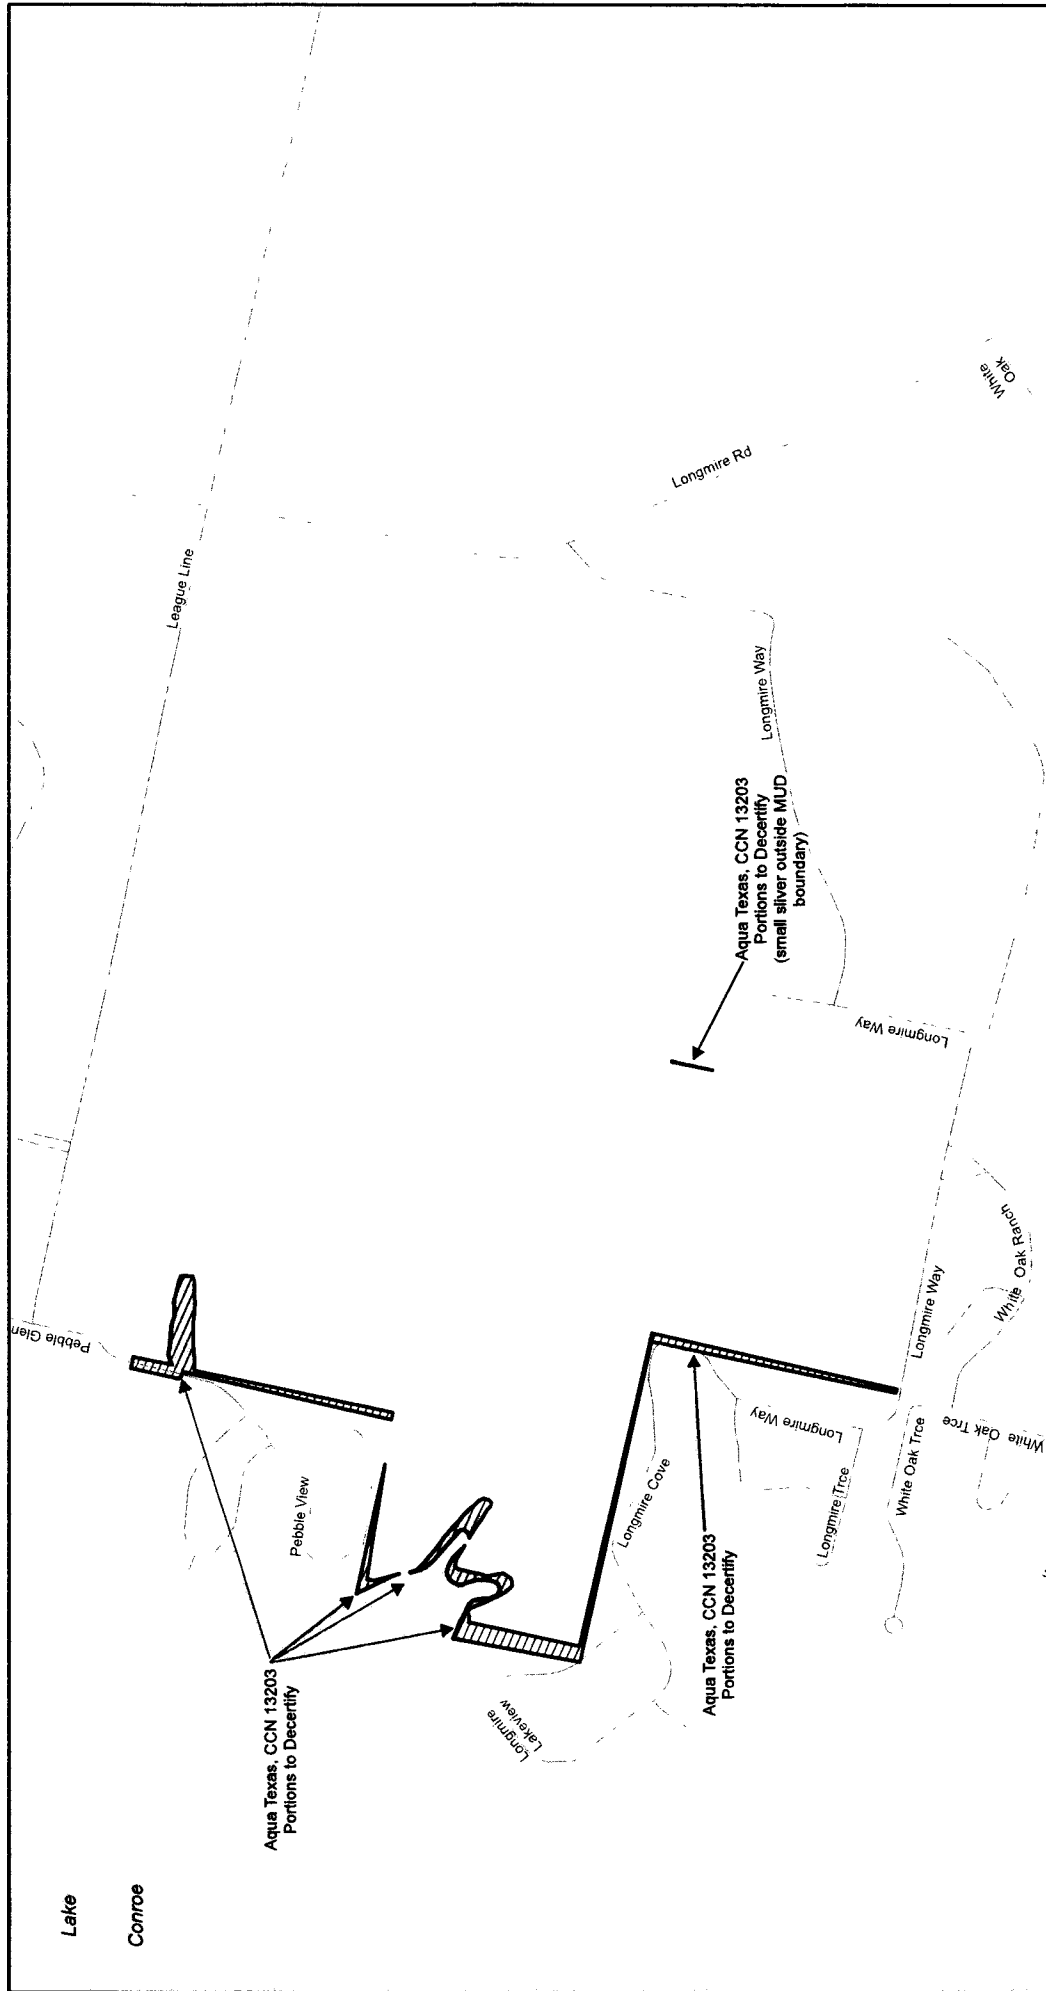 Lake
Conroe
Aqua Texas, CCN 13203
Portions to Decertify
Pebble Glen
League Line
Pebble View
Longmire
Lakeview
Longmire Cove
Aqua Texas, CCN 13203
Portions to Decertify
Longmire Way
Longmire Trce
White Oak Trce
White Oak Trce
Longmire Way
White Oak Ranch
Aqua Texas, CCN 13203
Portions to Decertify
(small sliver outside MUD
boundary)
Longmire Way
Longmire Way
Longmire Rd
White
Oak